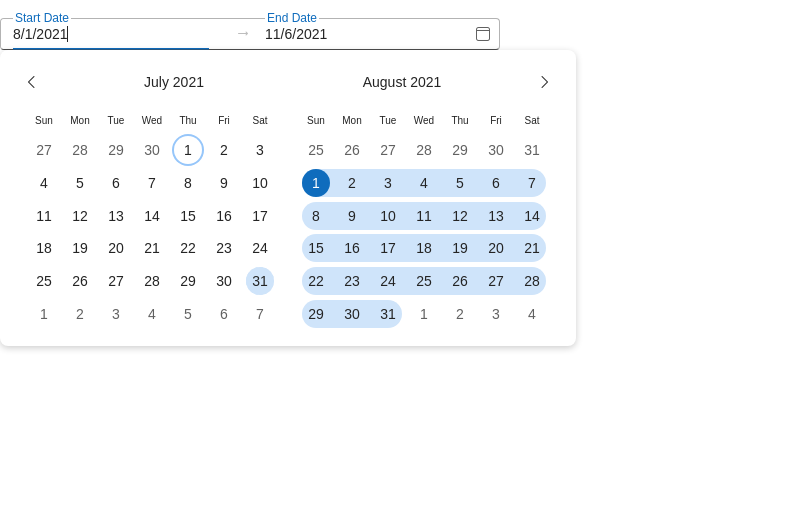 Start Date End Date
8/1/2021 → 11/6/2021
July 2021
Sun Mon Tue Wed Thu Fri Sat
27 28 29 30 1 2 3
4 5 6 7 8 9 10
11 12 13 14 15 16 17
18 19 20 21 22 23 24
25 26 27 28 29 30 31
1 2 3 4 5 6 7
August 2021
Sun Mon Tue Wed Thu Fri Sat
25 26 27 28 29 30 31
1 2 3 4 5 6 7
8 9 10 11 12 13 14
15 16 17 18 19 20 21
22 23 24 25 26 27 28
29 30 31 1 2 3 4